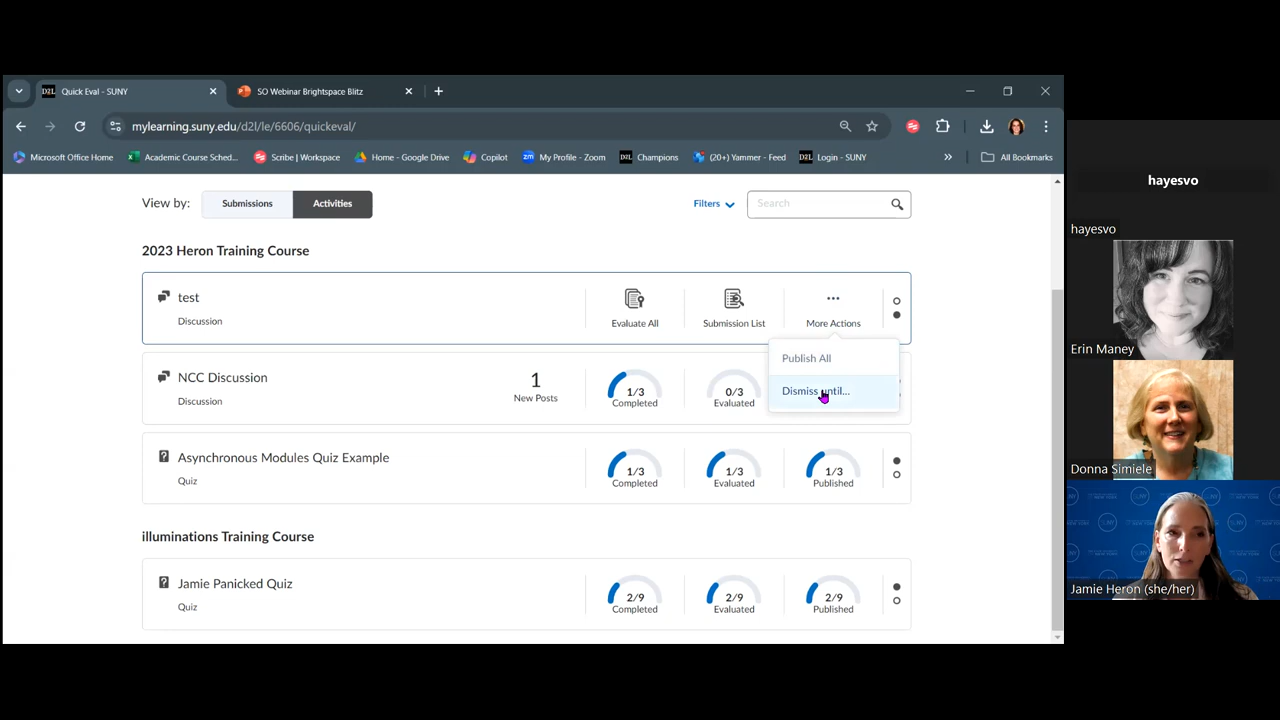 Quick Eval - SUNY
SO Webinar Brightspace Blitz
mylearning.suny.edu/d2l/le/6606/quickeval/
Microsoft Office Home
Academic Course Sched...
Scribe | Workspace
Home - Google Drive
Copilot
My Profile - Zoom
D2L Champions
(20+) Yammer - Feed
D2L Login - SUNY
All Bookmarks
View by: Submissions Activities
Filters
Search
2023 Heron Training Course
test
Discussion
Evaluate All
Submission List
More Actions
Publish All
Dismiss until...
NCC Discussion
Discussion
1
New Posts
1/3
Completed
0/3
Evaluated
Asynchronous Modules Quiz Example
Quiz
1/3
Completed
1/3
Evaluated
1/3
Published
illuminations Training Course
Jamie Panicked Quiz
Quiz
2/9
Completed
2/9
Evaluated
2/9
Published
hayesvo
hayesvo
Erin Maney
Donna Simiele
Jamie Heron (she/her)